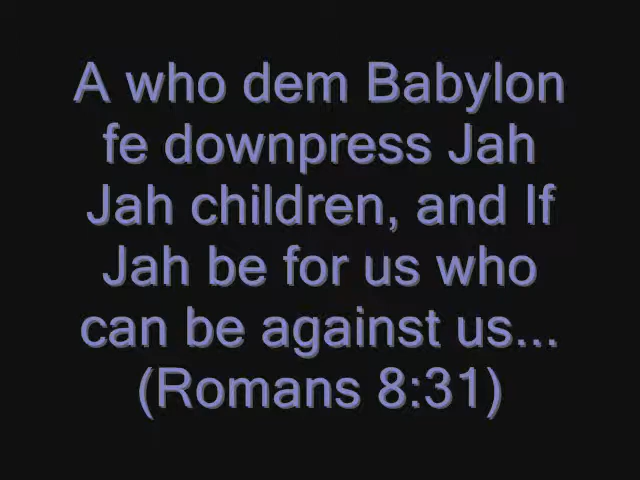 A who dem Babylon
fe downpress Jah
Jah children, and If
Jah be for us who
can be against us...
(Romans 8:31)